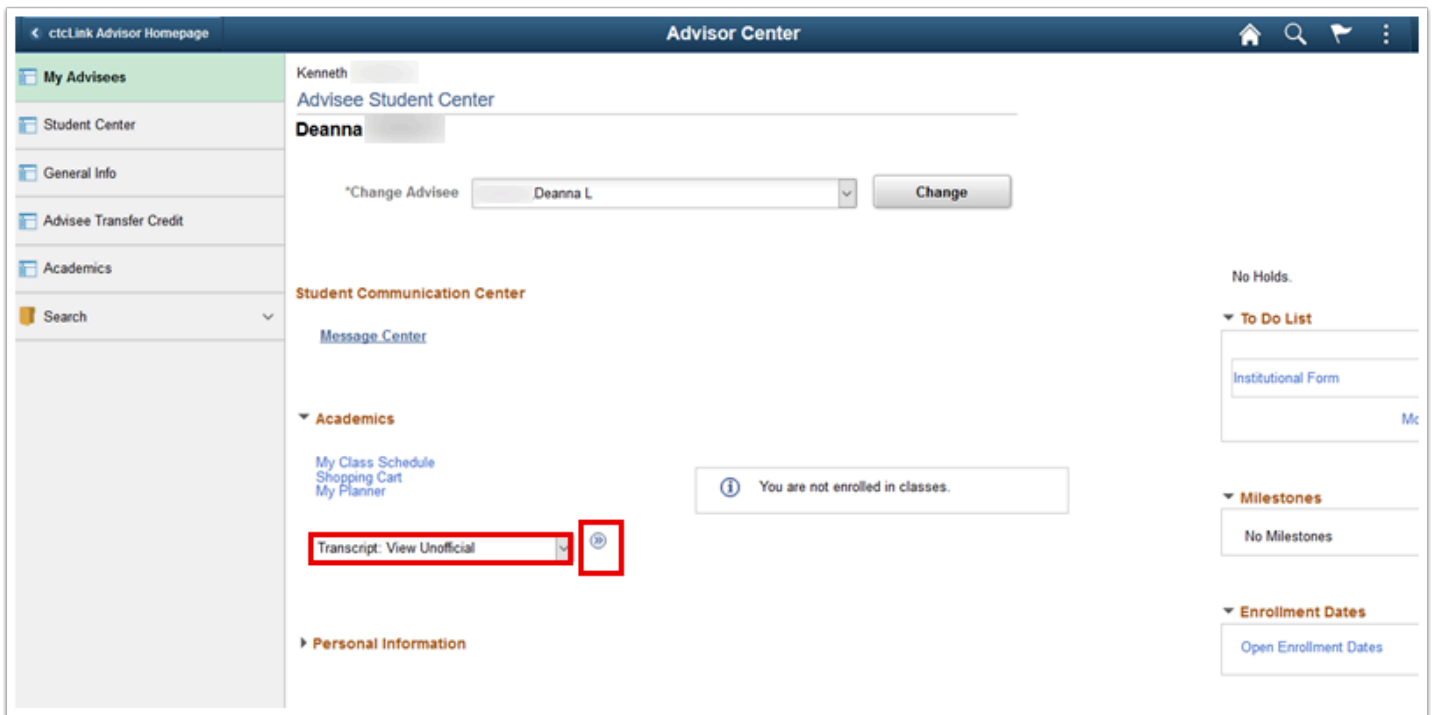 ctcLink Advisor Homepage
Advisor Center
My Advisees
Student Center
General Info
Advisee Transfer Credit
Academics
Search
Kenneth
Advisee Student Center
Deanna
*Change Advisee
Deanna L
Change
Student Communication Center
Message Center
Academics
My Class Schedule
Shopping Cart
My Planner
You are not enrolled in classes.
Transcript: View Unofficial
Personal Information
No Holds.
To Do List
Institutional Form
Mo
Milestones
No Milestones
Enrollment Dates
Open Enrollment Dates